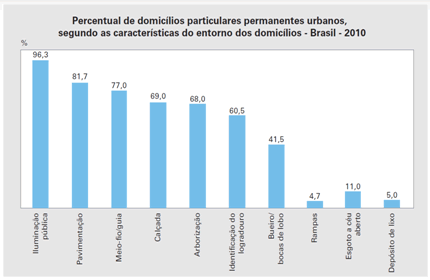 Percentual de domicílios particulares permanentes urbanos,
segundo as características do entorno dos domicílios - Brasil - 2010
%
96,3
81,7
77,0
69,0
68,0
60,5
41,5
4,7
11,0
5,0
Iluminação
pública
Pavimentação
Meio-fio/guia
Calçada
Arborização
Identificação do
logradouro
Bueiro/
bocas de lobo
Rampas
Esgoto a céu
aberto
Depósito de lixo